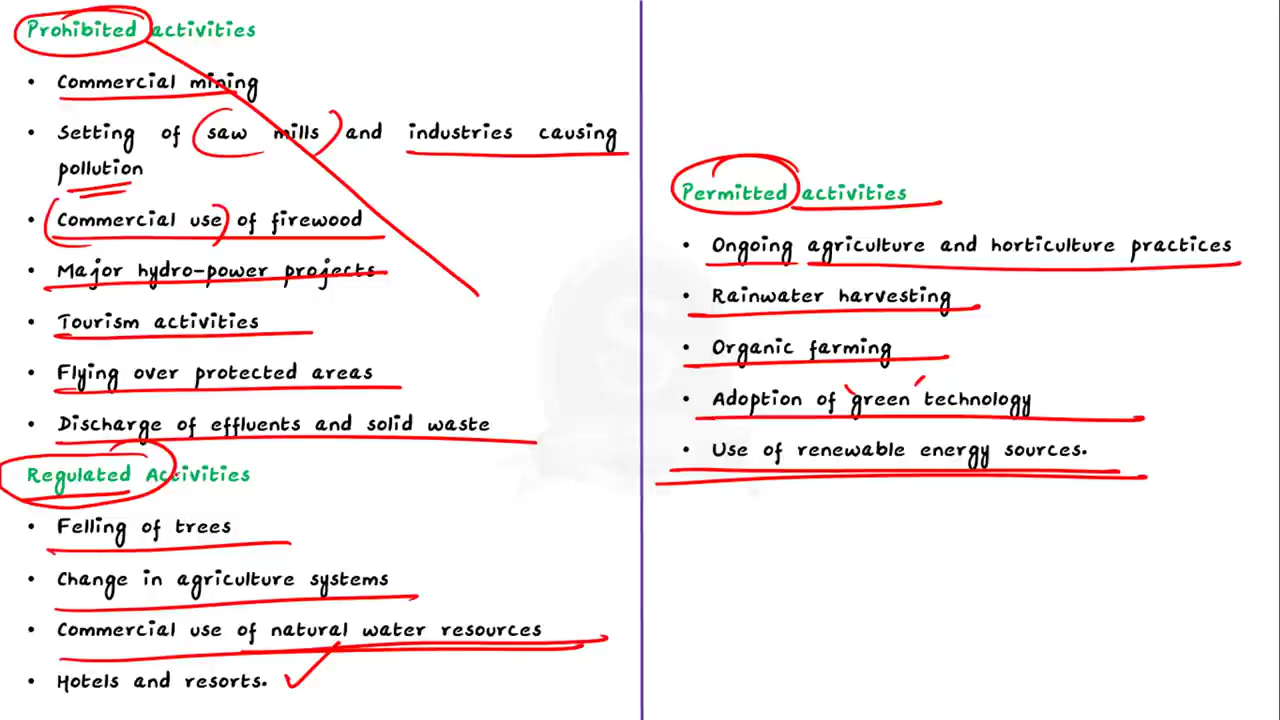 Prohibited activities
• Commercial mining
• Setting of saw mills and industries causing
pollution
• Commercial use of firewood
• Major hydro-power projects
• Tourism activities
• Flying over protected areas
• Discharge of effluents and solid waste
Regulated Activities
• Felling of trees
• Change in agriculture systems
• Commercial use of natural water resources
• Hotels and resorts.
Permitted activities
• Ongoing agriculture and horticulture practices
• Rainwater harvesting
• Organic farming
• Adoption of 'green' technology
• Use of renewable energy sources.